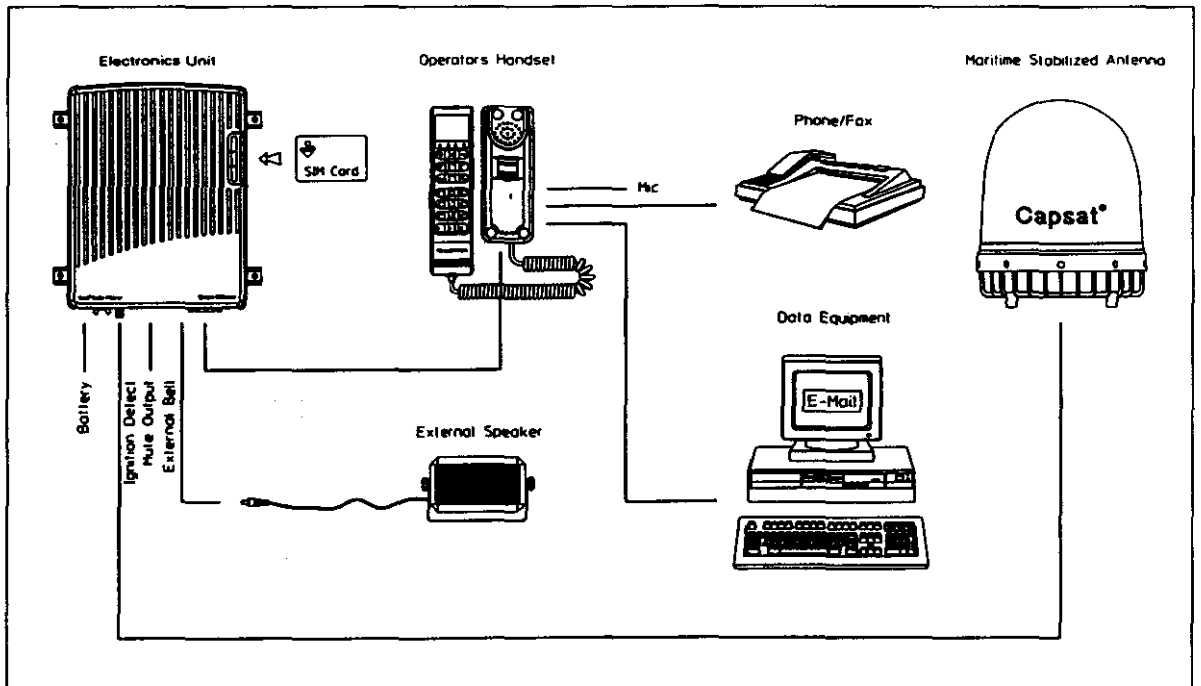 Electronics Unit
Operators Handset
Maritime Stabilized Antenna
Phone/Fax
SIM Card
Mic
Capsat®
Data Equipment
E-Mail
Battery
Ignition Detect
Mute Output
External Bell
External Speaker